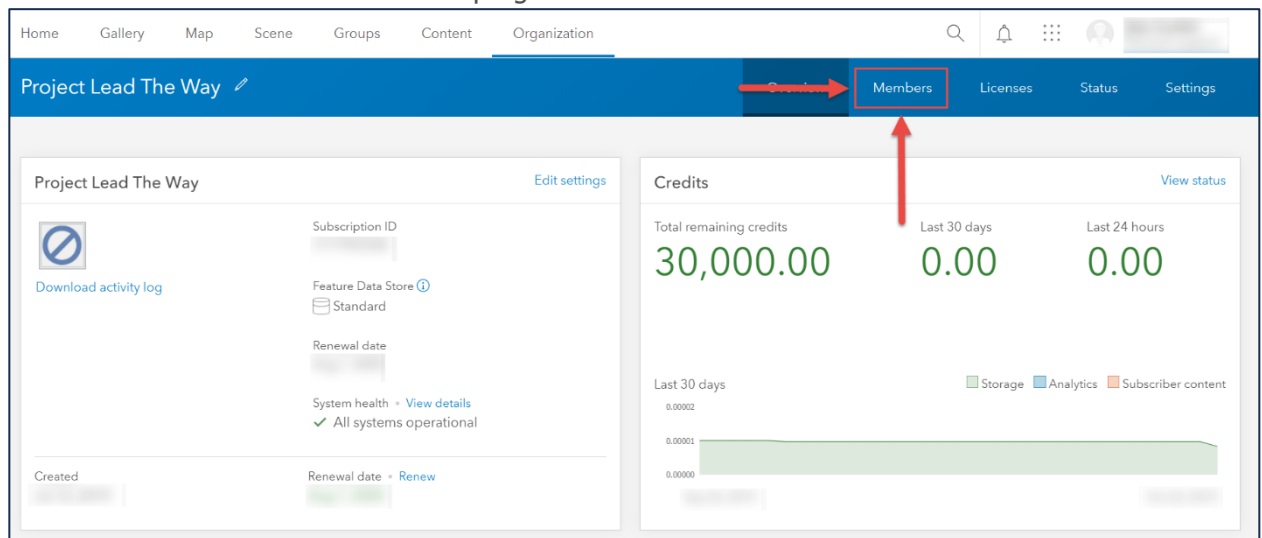 Home Gallery Map Scene Groups Content Organization
Project Lead The Way Overview Members Licenses Status Settings
Project Lead The Way Edit settings
Subscription ID
Download activity log
Feature Data Store
Standard
Renewal date
System health • View details
All systems operational
Created
Renewal date • Renew
Credits View status
Total remaining credits Last 30 days Last 24 hours
30,000.00 0.00 0.00
Last 30 days Storage Analytics Subscriber content
0.00002
0.00001
0.00000